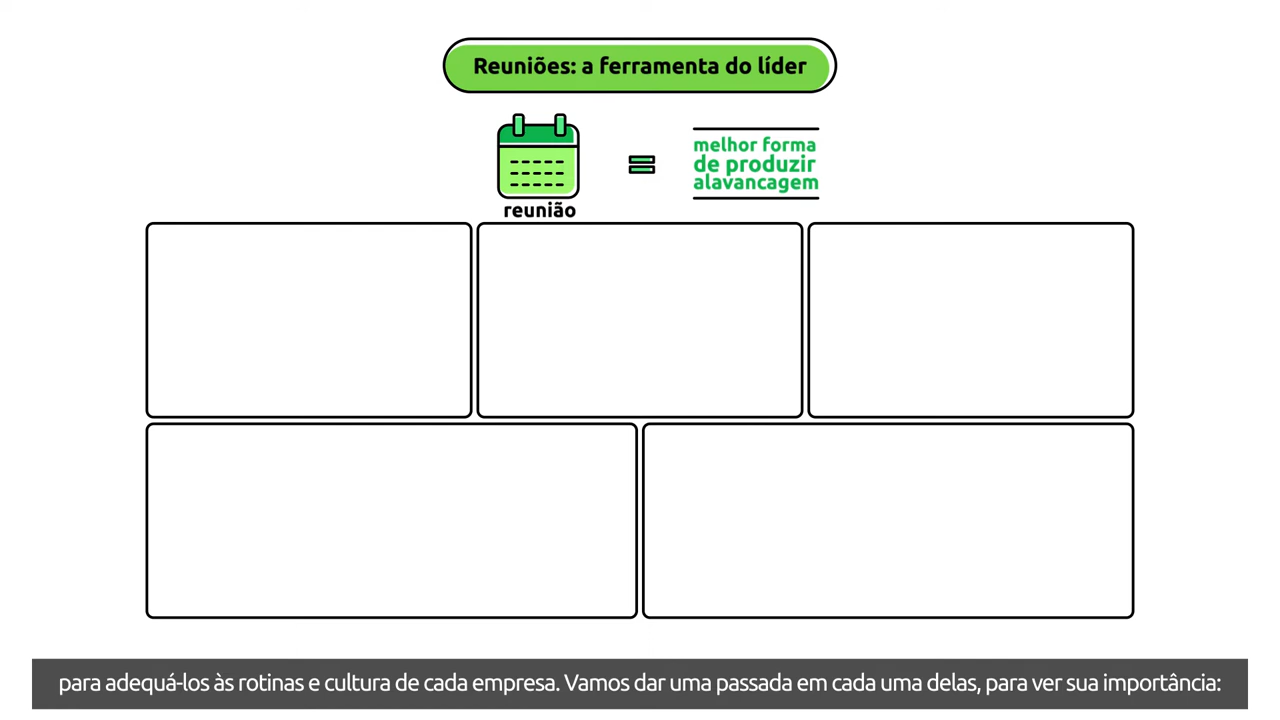 Reuniões: a ferramenta do líder
melhor forma
de produzir
alavancagem
reunião
para adequá-los às rotinas e cultura de cada empresa. Vamos dar uma passada em cada uma delas, para ver sua importância: